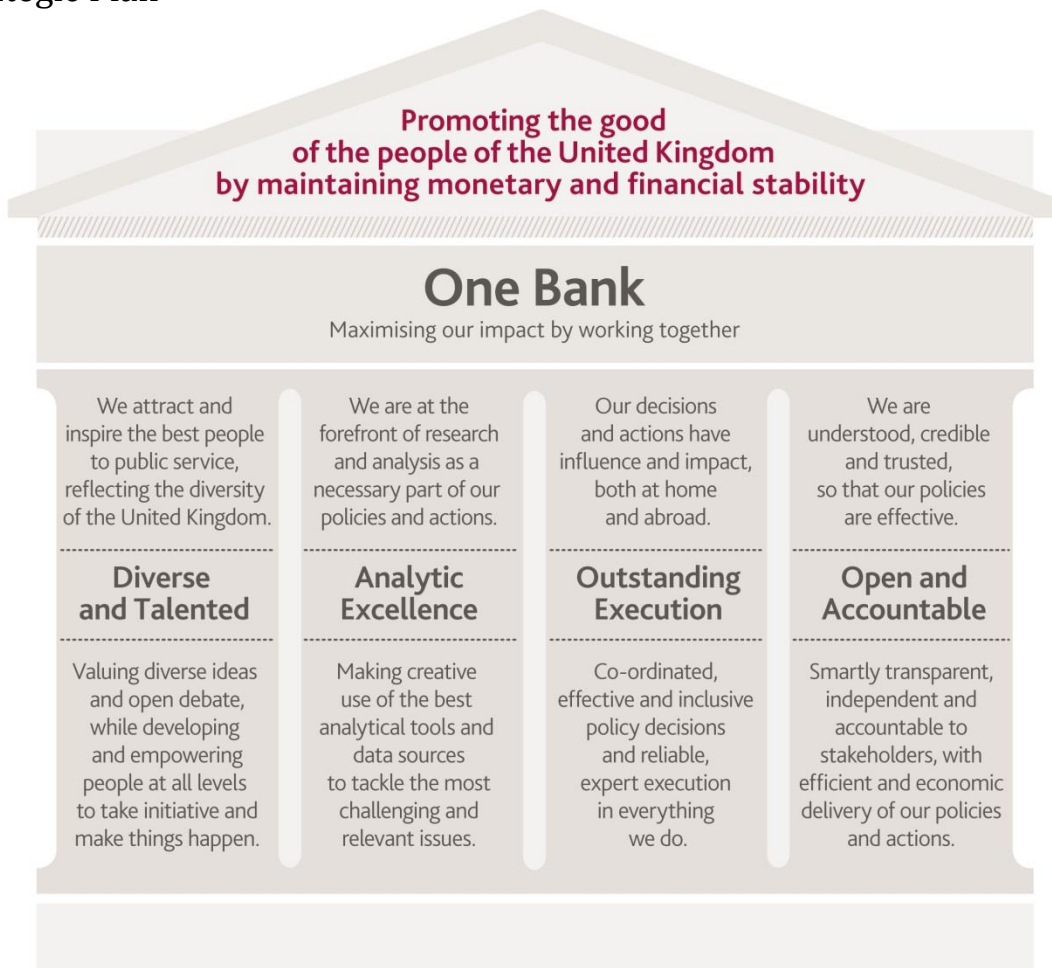 Promoting the good
of the people of the United Kingdom
by maintaining monetary and financial stability
One Bank
Maximising our impact by working together
We attract and
inspire the best people
to public service,
reflecting the diversity
of the United Kingdom.
Diverse
and Talented
Valuing diverse ideas
and open debate,
while developing
and empowering
people at all levels
to take initiative and
make things happen.
We are at the
forefront of research
and analysis as a
necessary part of our
policies and actions.
Analytic
Excellence
Making creative
use of the best
analytical tools and
data sources
to tackle the most
challenging and
relevant issues.
Our decisions
and actions have
influence and impact,
both at home
and abroad.
Outstanding
Execution
Co-ordinated,
effective and inclusive
policy decisions
and reliable,
expert execution
in everything
we do.
We are
understood, credible
and trusted,
so that our policies
are effective.
Open and
Accountable
Smartly transparent,
independent and
accountable to
stakeholders, with
efficient and economic
delivery of our policies
and actions.